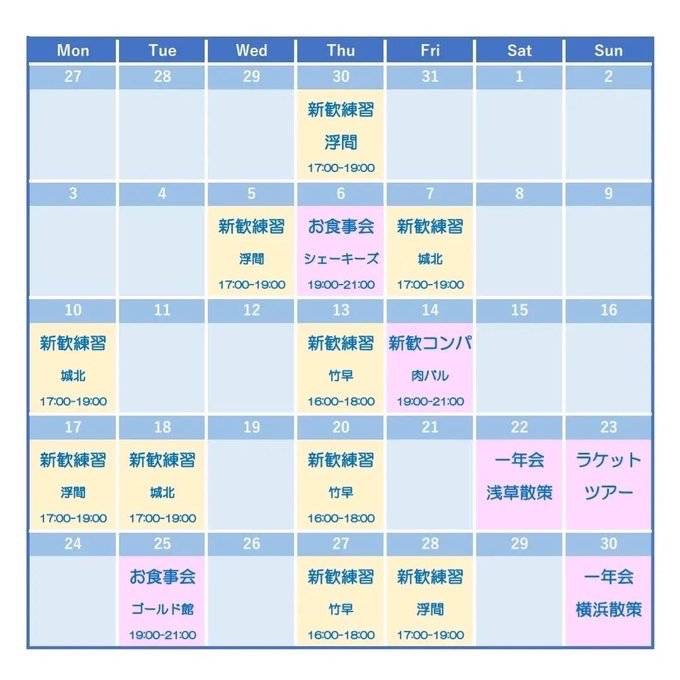 Mon Tue Wed Thu Fri Sat Sun
27 28 29 30 31 1 2
新歓練習
浮間
17:00-19:00
3 4 5 6 7 8 9
新歓練習 お食事会 新歓練習
浮間 シェーキーズ 城北
17:00-19:00 19:00-21:00 17:00-19:00
10 11 12 13 14 15 16
新歓練習 新歓練習 新歓コンパ
城北 竹早 肉バル
17:00-19:00 16:00-18:00 19:00-21:00
17 18 19 20 21 22 23
新歓練習 新歓練習 新歓練習 一年会 ラケット
浮間 城北 竹早 浅草散策 ツアー
17:00-19:00 17:00-19:00 16:00-18:00
24 25 26 27 28 29 30
お食事会 新歓練習 新歓練習 一年会
ゴールド館 竹早 浮間 横浜散策
19:00-21:00 16:00-18:00 17:00-19:00